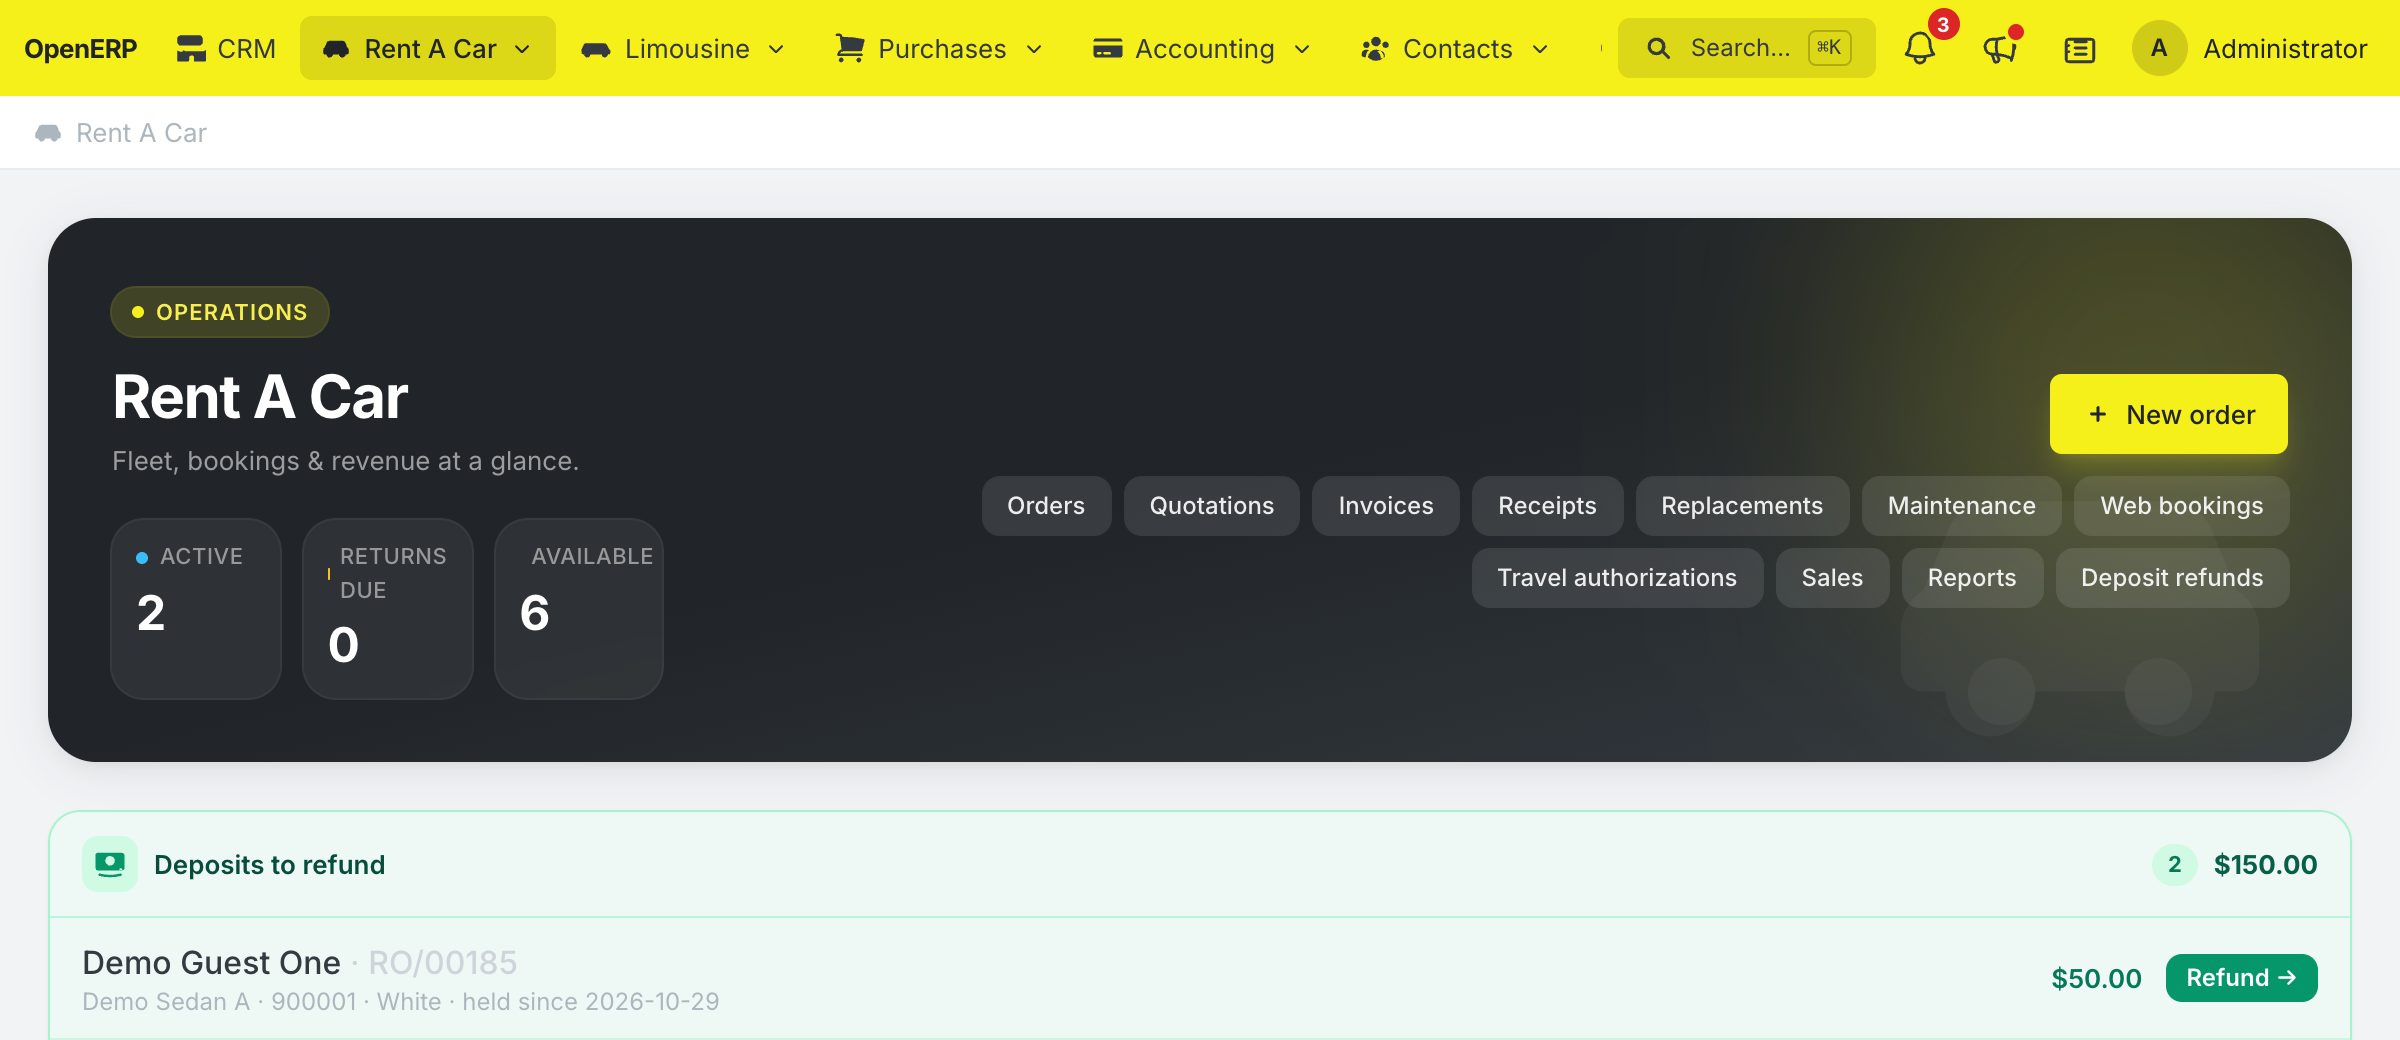 OpenERP CRM Rent A Car Limousine Purchases Accounting Contacts Search... ⌘K 3 A Administrator
Rent A Car
OPERATIONS
Rent A Car
Fleet, bookings & revenue at a glance.
+ New order
Orders Quotations Invoices Receipts Replacements Maintenance Web bookings
Travel authorizations Sales Reports Deposit refunds
ACTIVE
2
RETURNS
DUE
0
AVAILABLE
6
Deposits to refund 2 $150.00
Demo Guest One · RO/00185
Demo Sedan A · 900001 · White · held since 2026-10-29
$50.00 Refund →